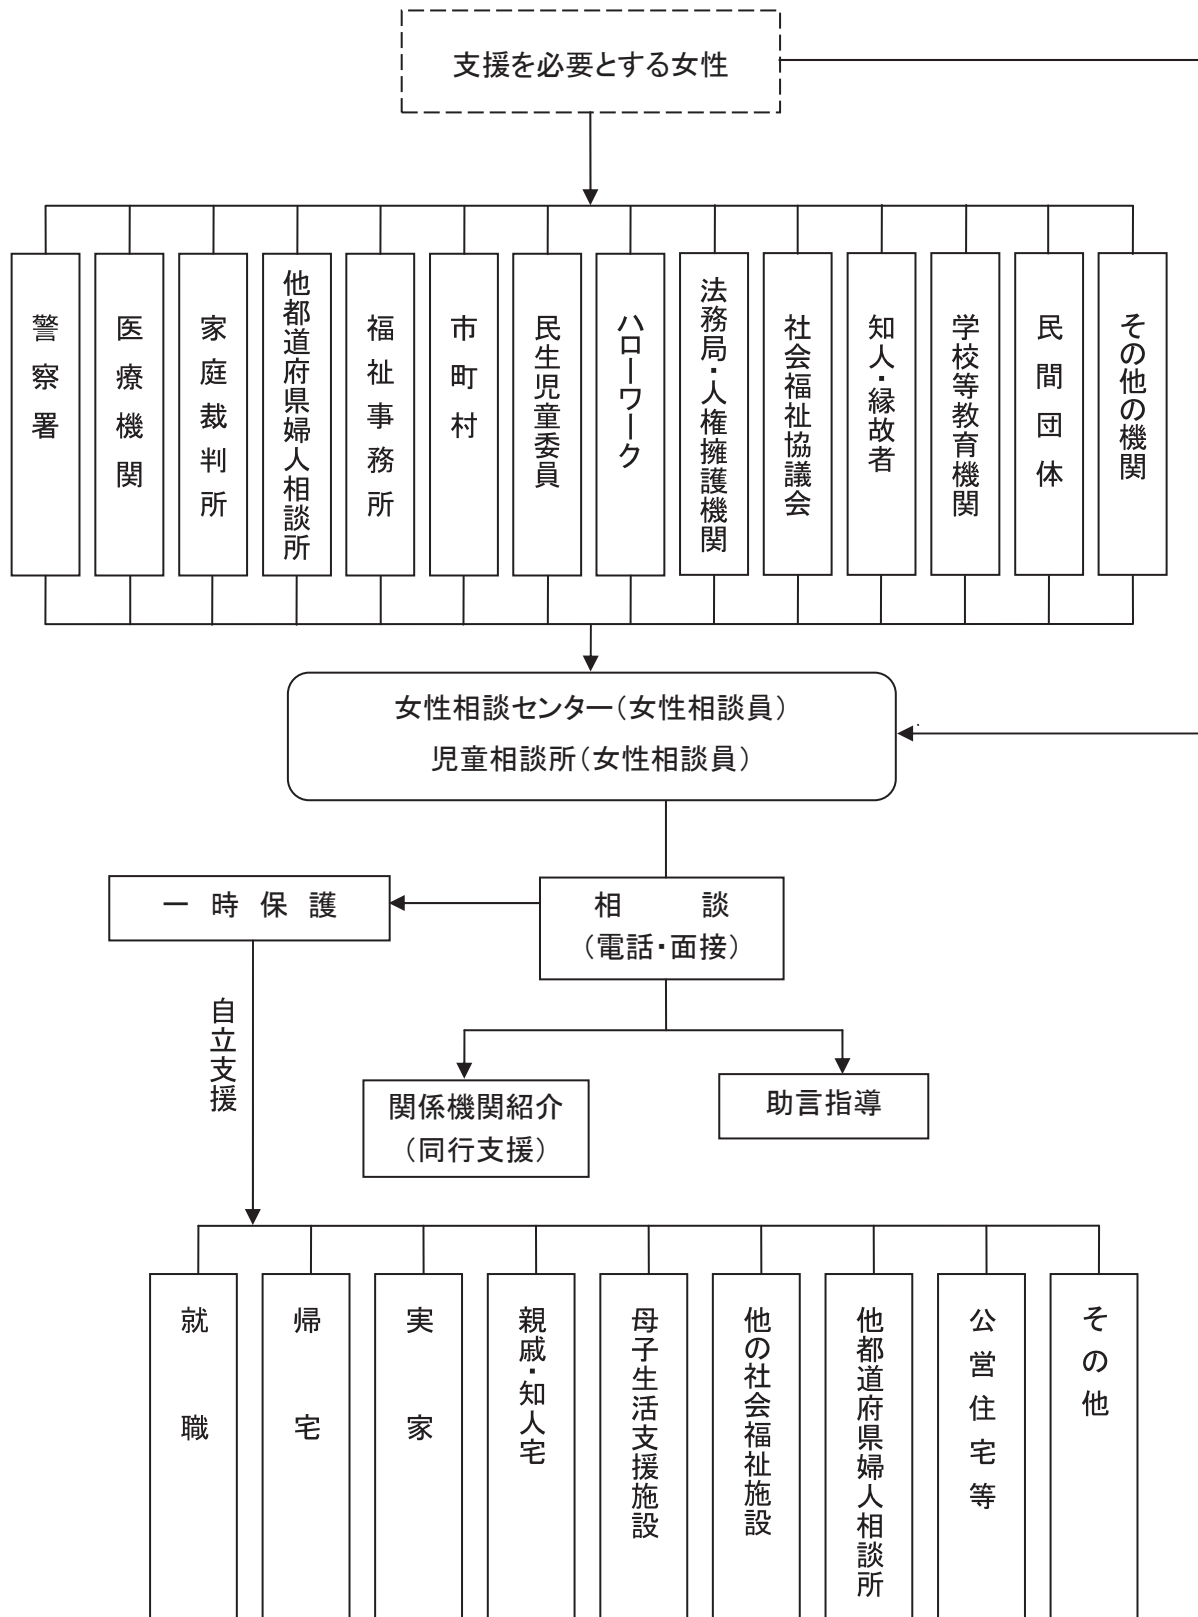 支援を必要とする女性
警察署
医療機関
家庭裁判所
他都道府県婦人相談所
福祉事務所
市町村
民生児童委員
ハローワーク
法務局・人権擁護機関
社会福祉協議会
知人・縁故者
学校等教育機関
民間団体
その他の機関
女性相談センター(女性相談員)
児童相談所(女性相談員)
一時保護
相談
(電話・面接)
自立支援
関係機関紹介
(同行支援)
助言指導
就職
帰宅
実家
親戚・知人宅
母子生活支援施設
他の社会福祉施設
他都道府県婦人相談所
公営住宅等
その他